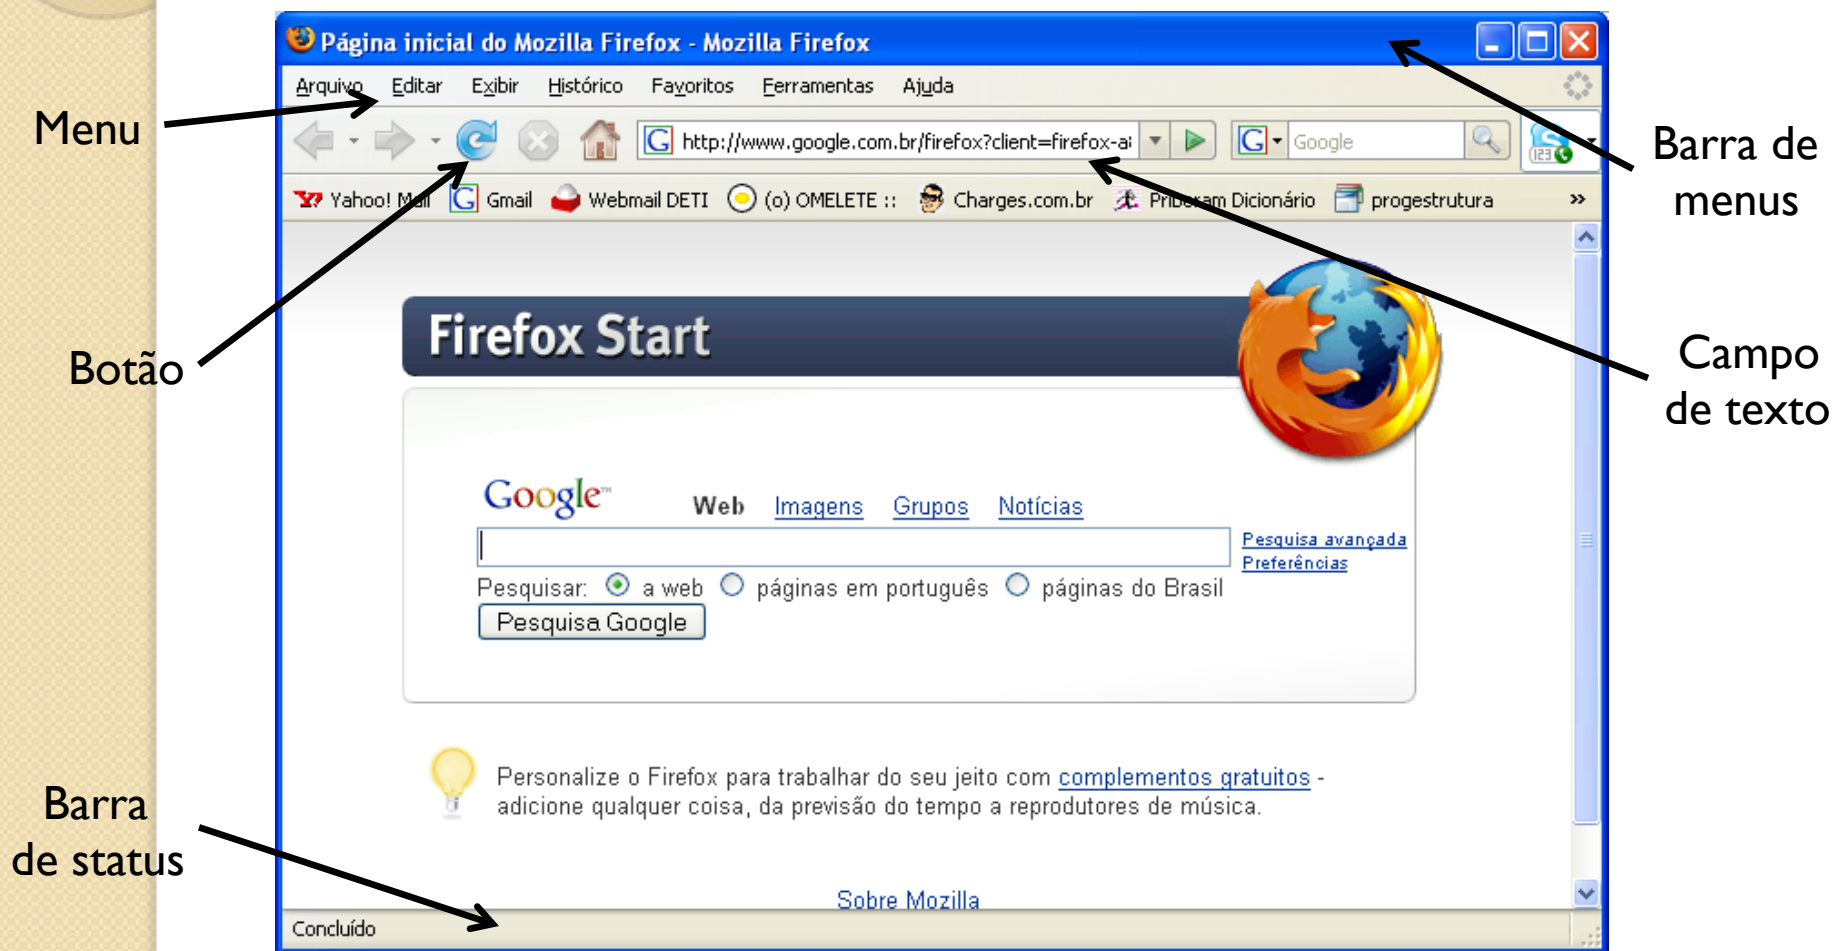 Página inicial do Mozilla Firefox - Mozilla Firefox
Arquivo Editar Exibir Histórico Favoritos Ferramentas Ajuda
Menu
http://www.google.com.br/firefox?client=firefox-a
Google
123
Barra de
menus
Yahoo! Mail Gmail Webmail DETI (o) OMELETE :: Charges.com.br Priberam Dicionário progestrutura »
Firefox Start
Botão
Campo
de texto
Google™ Web Imagens Grupos Notícias
Pesquisa avançada
Preferências
Pesquisar: a web páginas em português páginas do Brasil
Pesquisa Google
Personalize o Firefox para trabalhar do seu jeito com complementos gratuitos -
adicione qualquer coisa, da previsão do tempo a reprodutores de música.
Barra
de status
Sobre Mozilla
Concluído